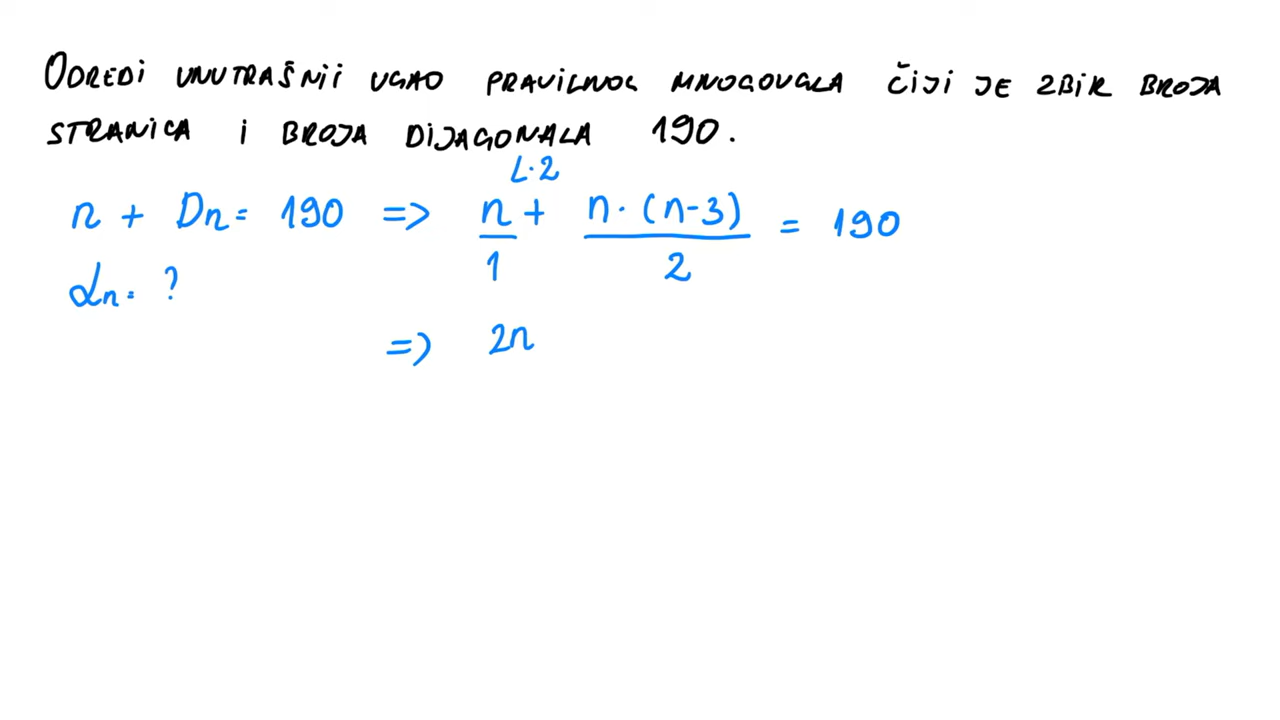 ODREDI UNUTRAŠNJI UGAO PRAVILNOG MNOGOUGLA ČIJI JE ZBIR BROJA
STRANICA I BROJA DIJAGONALA 190.
n + Dn = 190 => n/1 + n·(n-3)/2 = 190
L·2
αn = ?
=> 2n